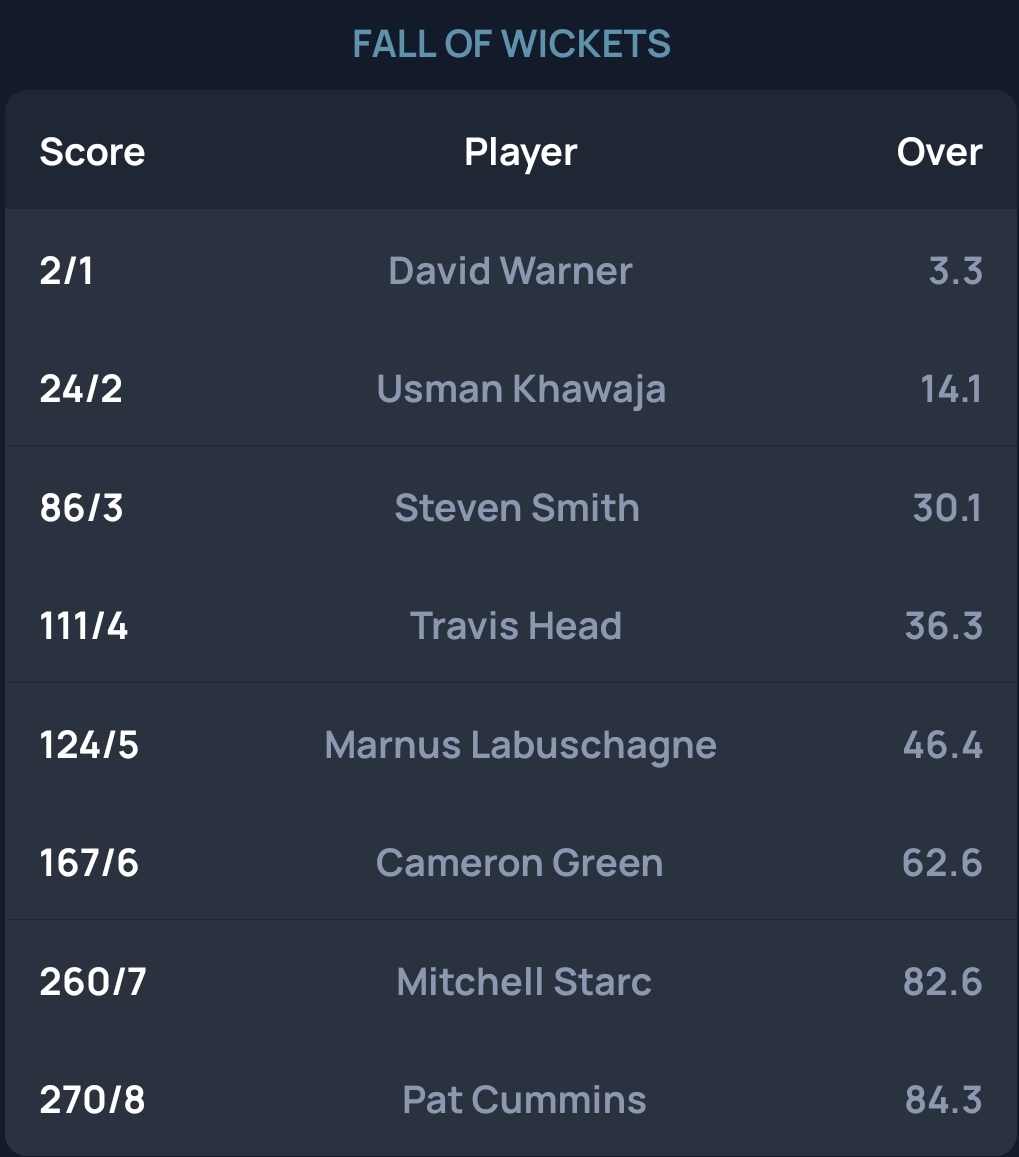 FALL OF WICKETS
Score Player Over
2/1 David Warner 3.3
24/2 Usman Khawaja 14.1
86/3 Steven Smith 30.1
111/4 Travis Head 36.3
124/5 Marnus Labuschagne 46.4
167/6 Cameron Green 62.6
260/7 Mitchell Starc 82.6
270/8 Pat Cummins 84.3